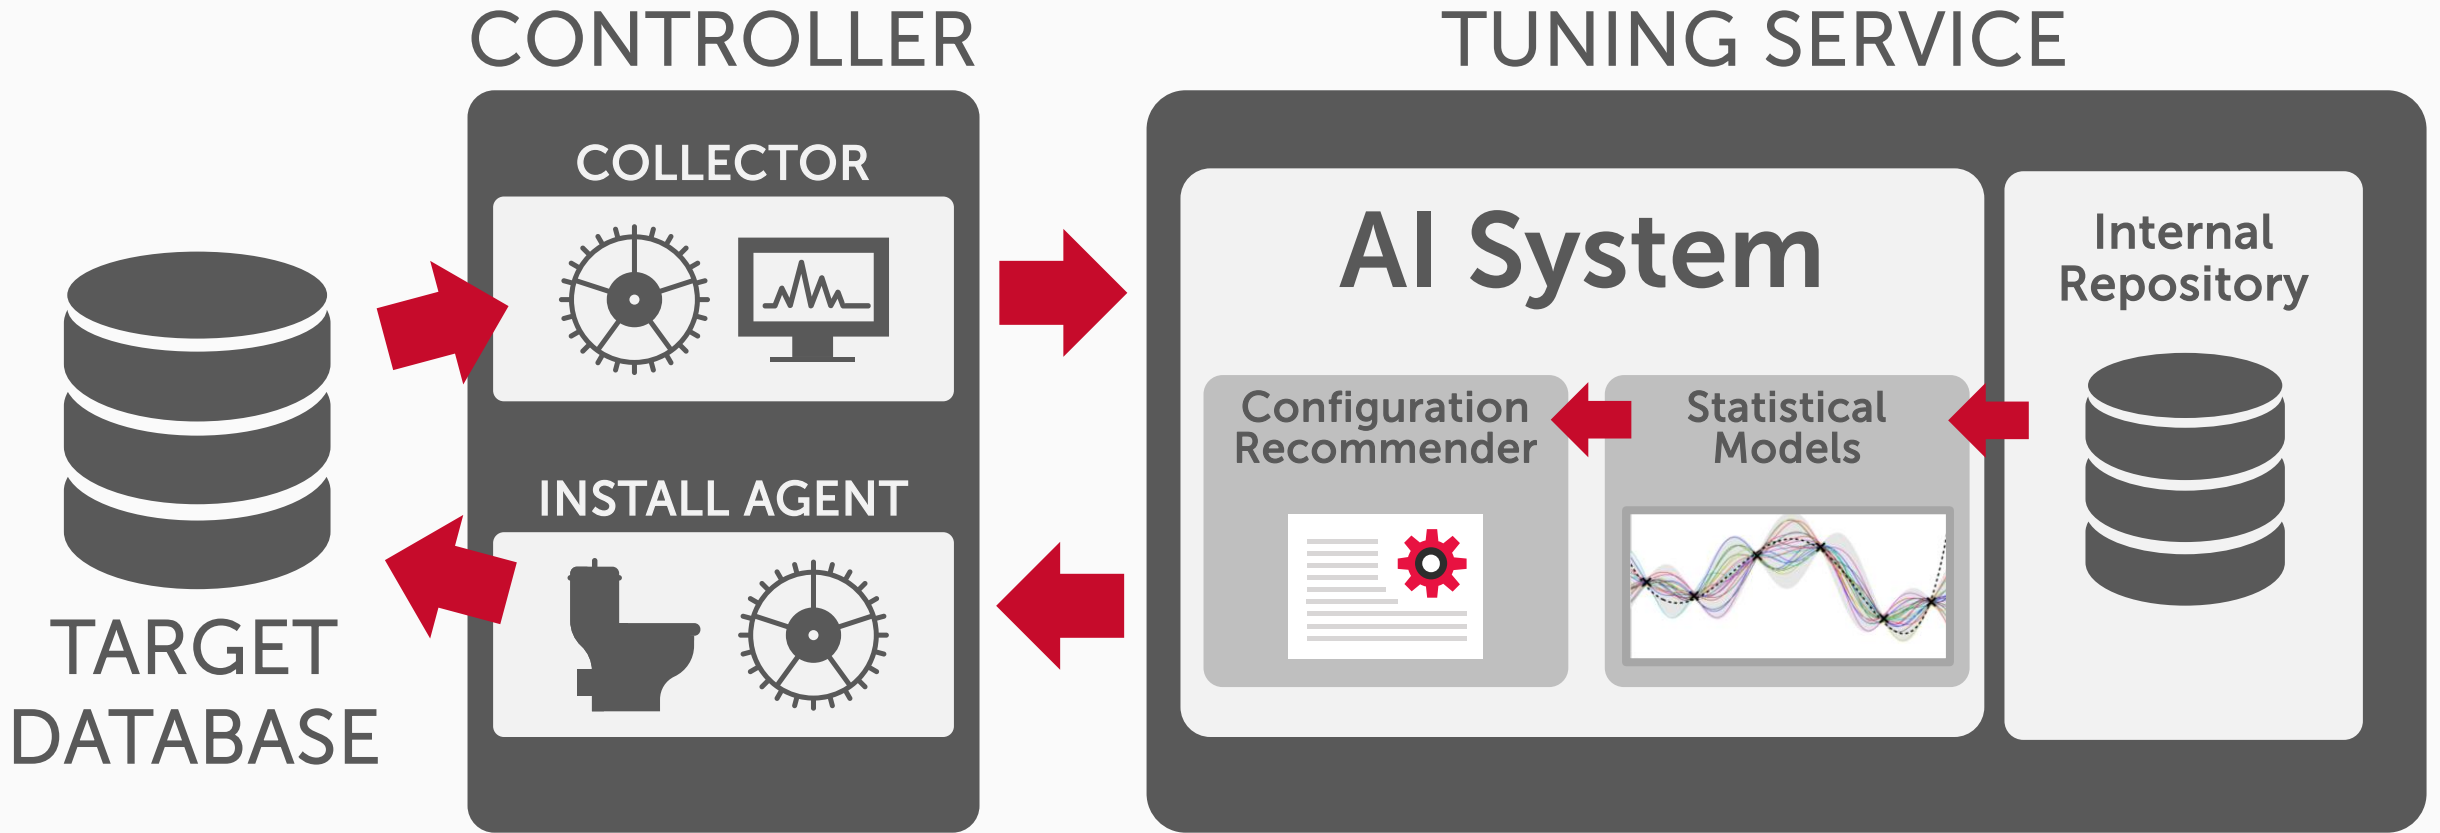 CONTROLLER
TUNING SERVICE
COLLECTOR
INSTALL AGENT
TARGET
DATABASE
AI System
Configuration
Recommender
Statistical
Models
Internal
Repository